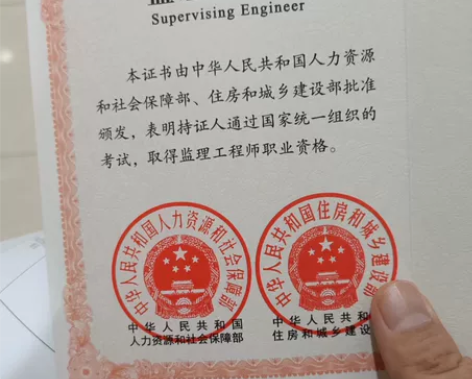 Supervising Engineer
本证书由中华人民共和国人力资源
和社会保障部、住房和城乡建设部批准
颁发，表明持证人通过国家统一组织的
考试，取得监理工程师职业资格。
中华人民共和国人力资源和社会保障部
中华人民共和国住房和城乡建设部
中华人民共和国
人力资源和社会保障部
中华人民共和
住房和城乡建设